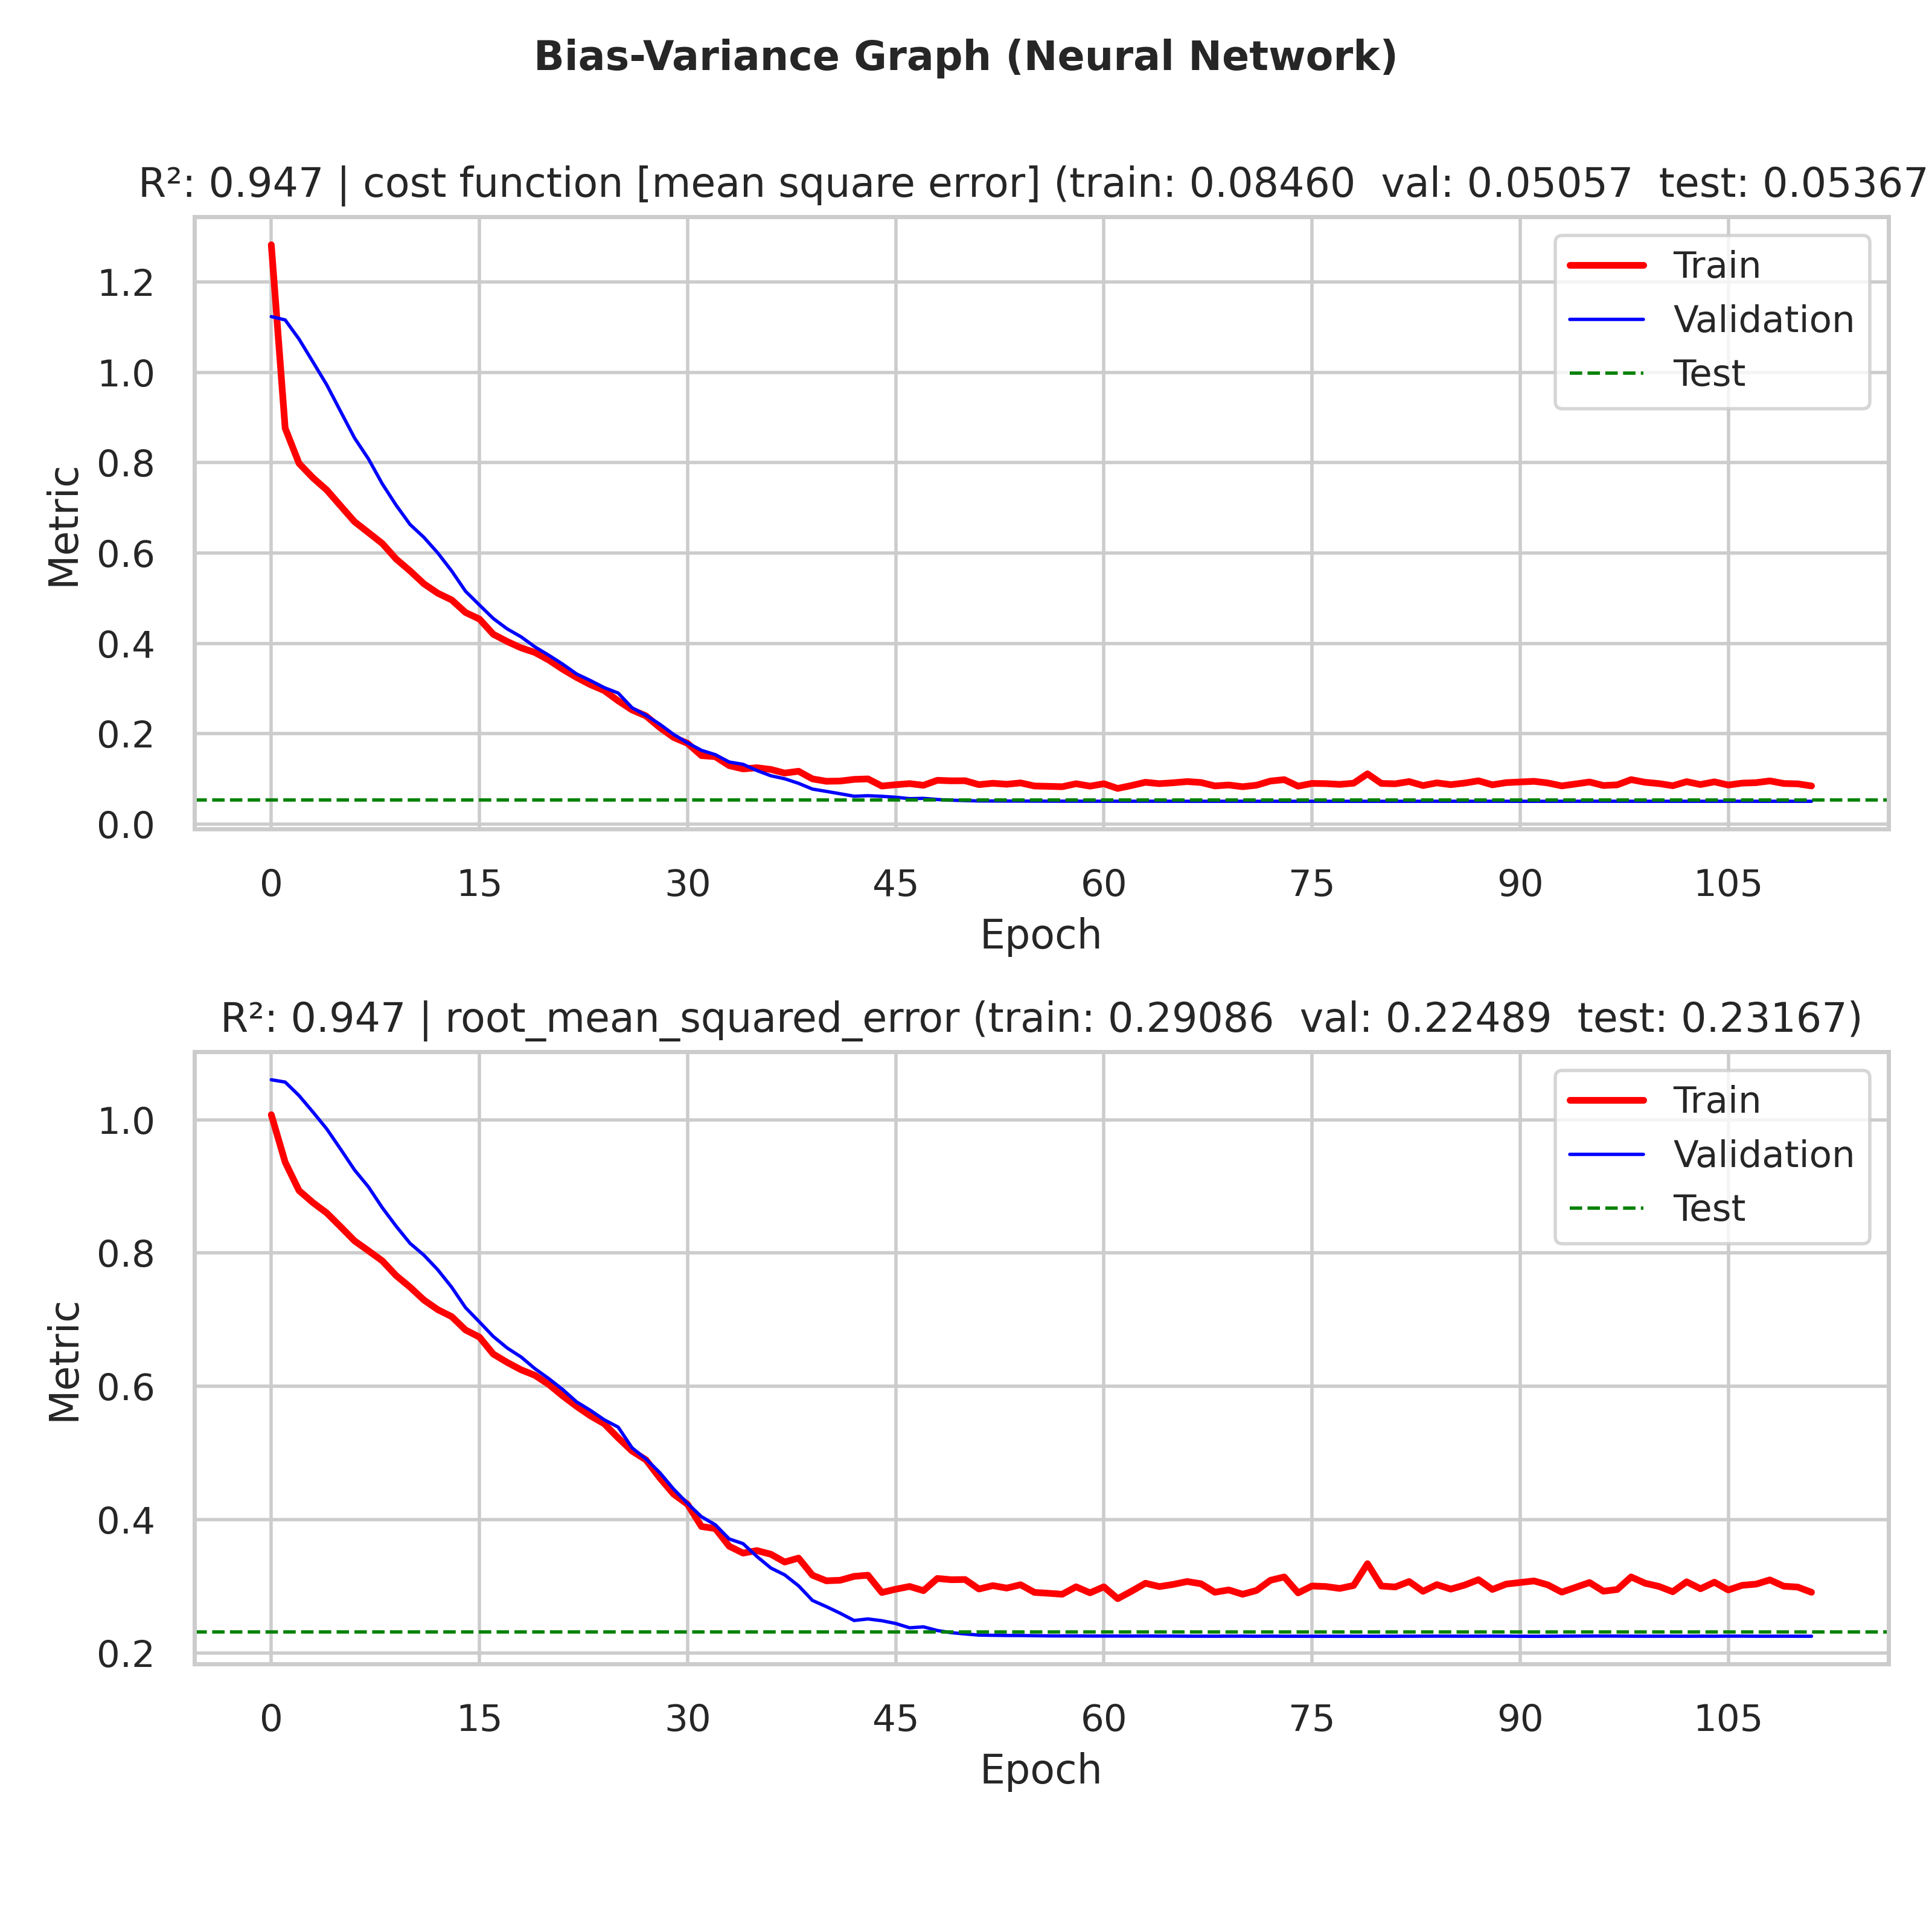 Bias-Variance Graph (Neural Network)
R²: 0.947 | cost function [mean square error] (train: 0.08460  val: 0.05057  test: 0.05367
Train
Validation
Test
Metric
1.2
1.0
0.8
0.6
0.4
0.2
0.0
0 15 30 45 60 75 90 105
Epoch
R²: 0.947 | root_mean_squared_error (train: 0.29086  val: 0.22489  test: 0.23167)
Train
Validation
Test
Metric
1.0
0.8
0.6
0.4
0.2
0 15 30 45 60 75 90 105
Epoch